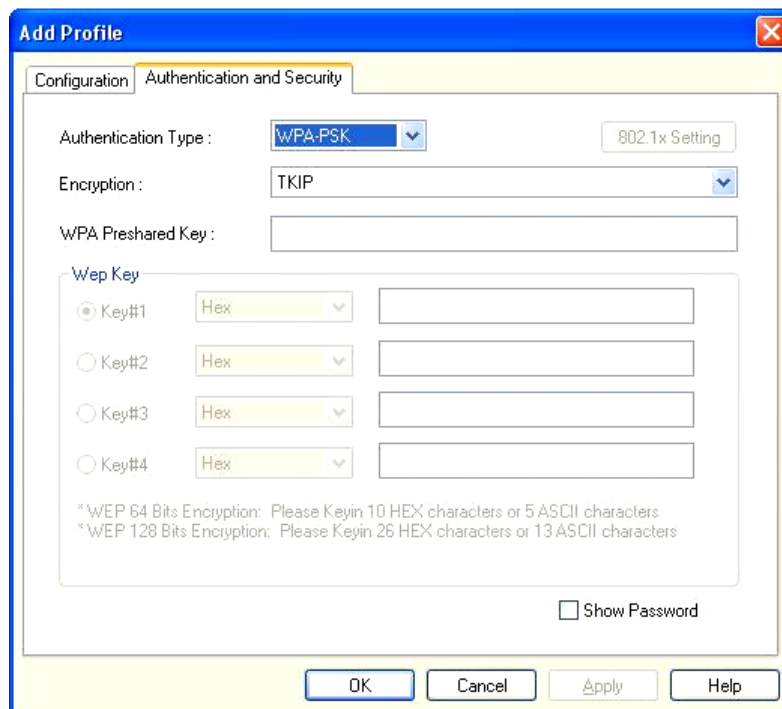 Add Profile
Configuration
Authentication and Security
Authentication Type :
WPA-PSK
802.1x Setting
Encryption :
TKIP
WPA Preshared Key :
Wep Key
Key#1
Hex
Key#2
Hex
Key#3
Hex
Key#4
Hex
* WEP 64 Bits Encryption: Please Keyin 10 HEX characters or 5 ASCII characters
* WEP 128 Bits Encryption: Please Keyin 26 HEX characters or 13 ASCII characters
Show Password
OK
Cancel
Apply
Help